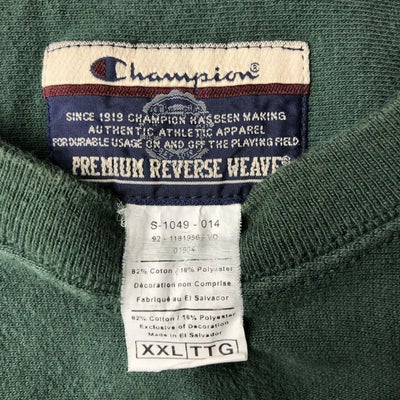 Champion®
SINCE 1919 CHAMPION HAS BEEN MAKING
AUTHENTIC ATHLETIC APPAREL
FOR DURABLE USAGE ON AND OFF THE PLAYING FIELD
PREMIUM REVERSE WEAVE®
S-1049 - 014
82% Cotton / 18% Polyester
Décoration non Comprise
Fabriqué au El Salvador
82% Cotton / 18% Polyester
Exclusive of Decoration
Made in El Salvador
XXL TTG